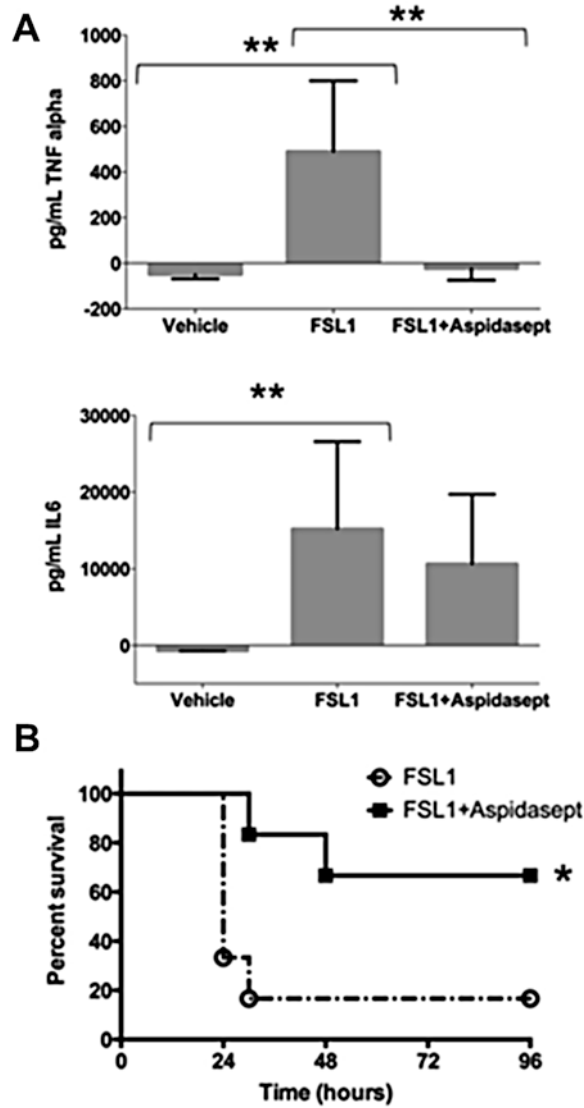 A
**
**
pg/mL TNF alpha
1000
800
600
400
200
0
-200
Vehicle
FSL1
FSL1+Aspidasept
**
pg/mL IL6
30000
20000
10000
0
Vehicle
FSL1
FSL1+Aspidasept
B
FSL1
FSL1+Aspidasept
Percent survival
100
80
60
40
20
0
*
0
24
48
72
96
Time (hours)